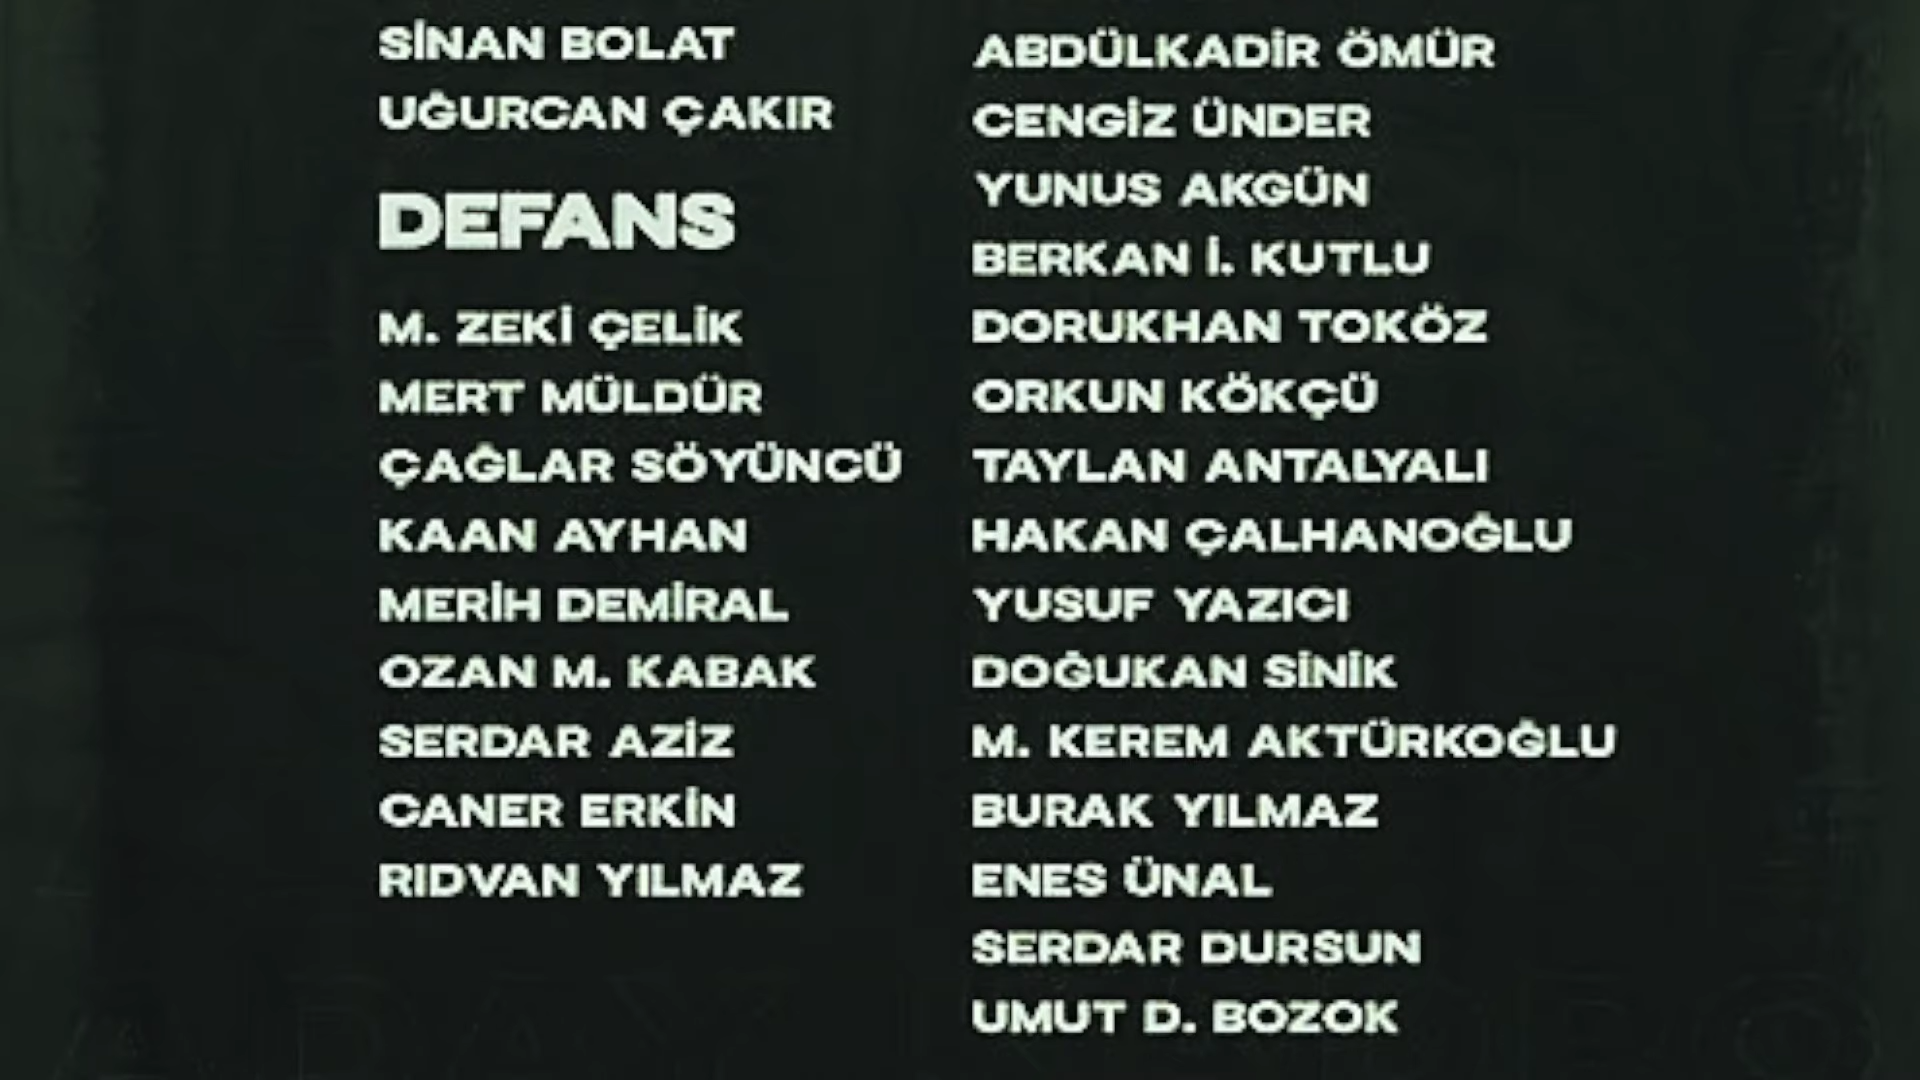 SİNAN BOLAT
UĞURCAN ÇAKIR
DEFANS
M. ZEKİ ÇELİK
MERT MÜLDÜR
ÇAĞLAR SÖYÜNCÜ
KAAN AYHAN
MERİH DEMİRAL
OZAN M. KABAK
SERDAR AZİZ
CANER ERKİN
RIDVAN YILMAZ
ABDÜLKADİR ÖMÜR
CENGİZ ÜNDER
YUNUS AKGÜN
BERKAN İ. KUTLU
DORUKHAN TOKÖZ
ORKUN KÖKÇÜ
TAYLAN ANTALYALI
HAKAN ÇALHANOĞLU
YUSUF YAZICI
DOĞUKAN SİNİK
M. KEREM AKTÜRKOĞLU
BURAK YILMAZ
ENES ÜNAL
SERDAR DURSUN
UMUT D. BOZOK